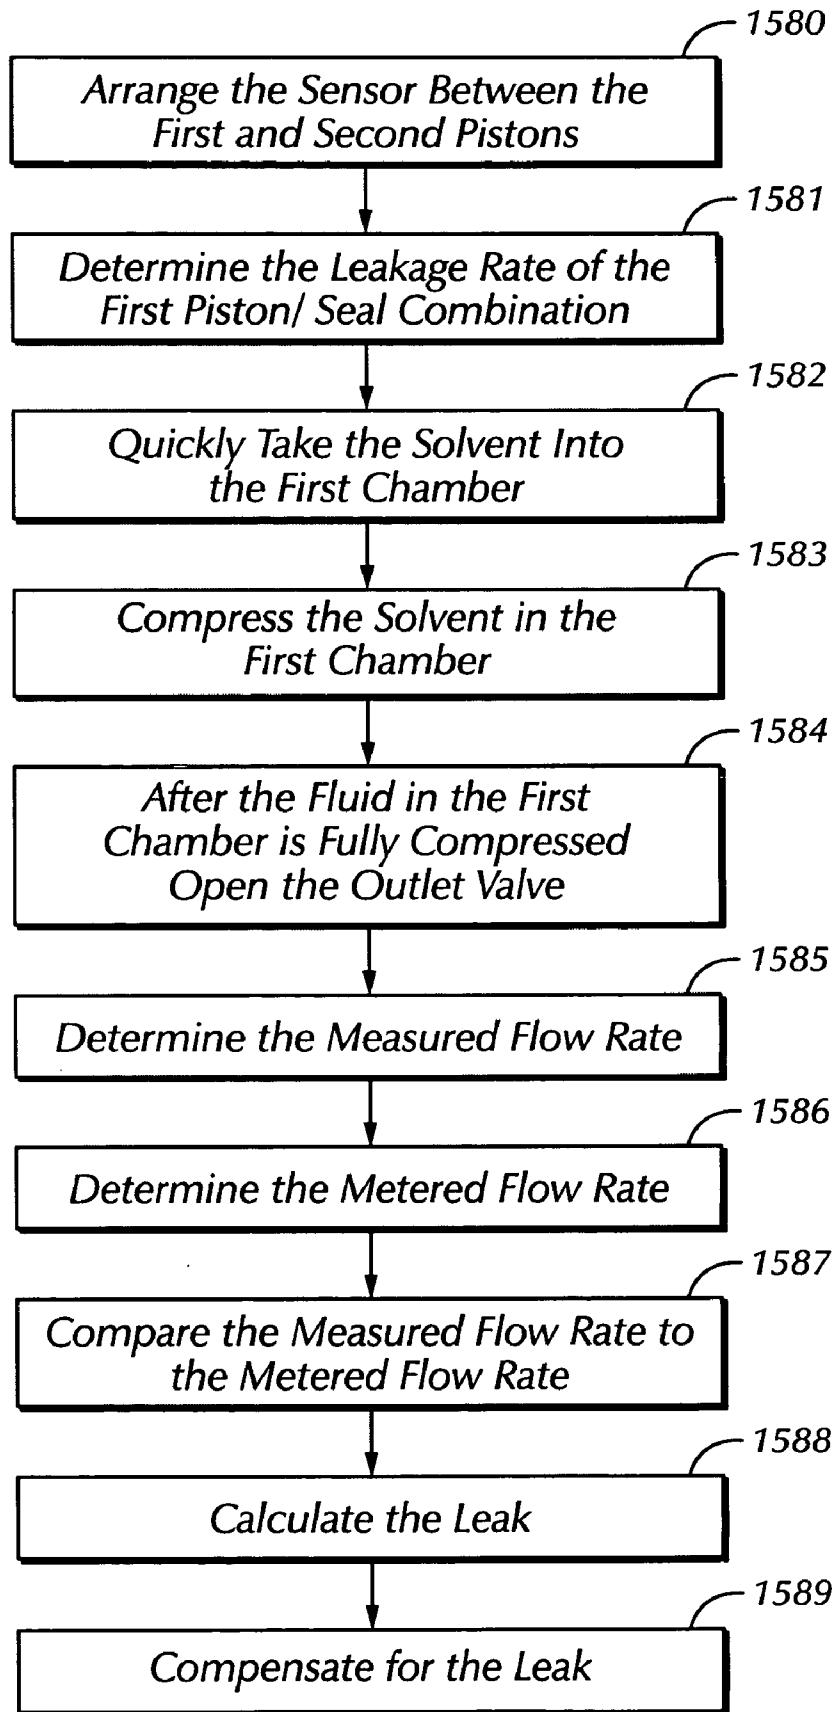 1580
Arrange the Sensor Between the
First and Second Pistons
1581
Determine the Leakage Rate of the
First Piston/ Seal Combination
1582
Quickly Take the Solvent Into
the First Chamber
1583
Compress the Solvent in the
First Chamber
1584
After the Fluid in the First
Chamber is Fully Compressed
Open the Outlet Valve
1585
Determine the Measured Flow Rate
1586
Determine the Metered Flow Rate
1587
Compare the Measured Flow Rate to
the Metered Flow Rate
1588
Calculate the Leak
1589
Compensate for the Leak